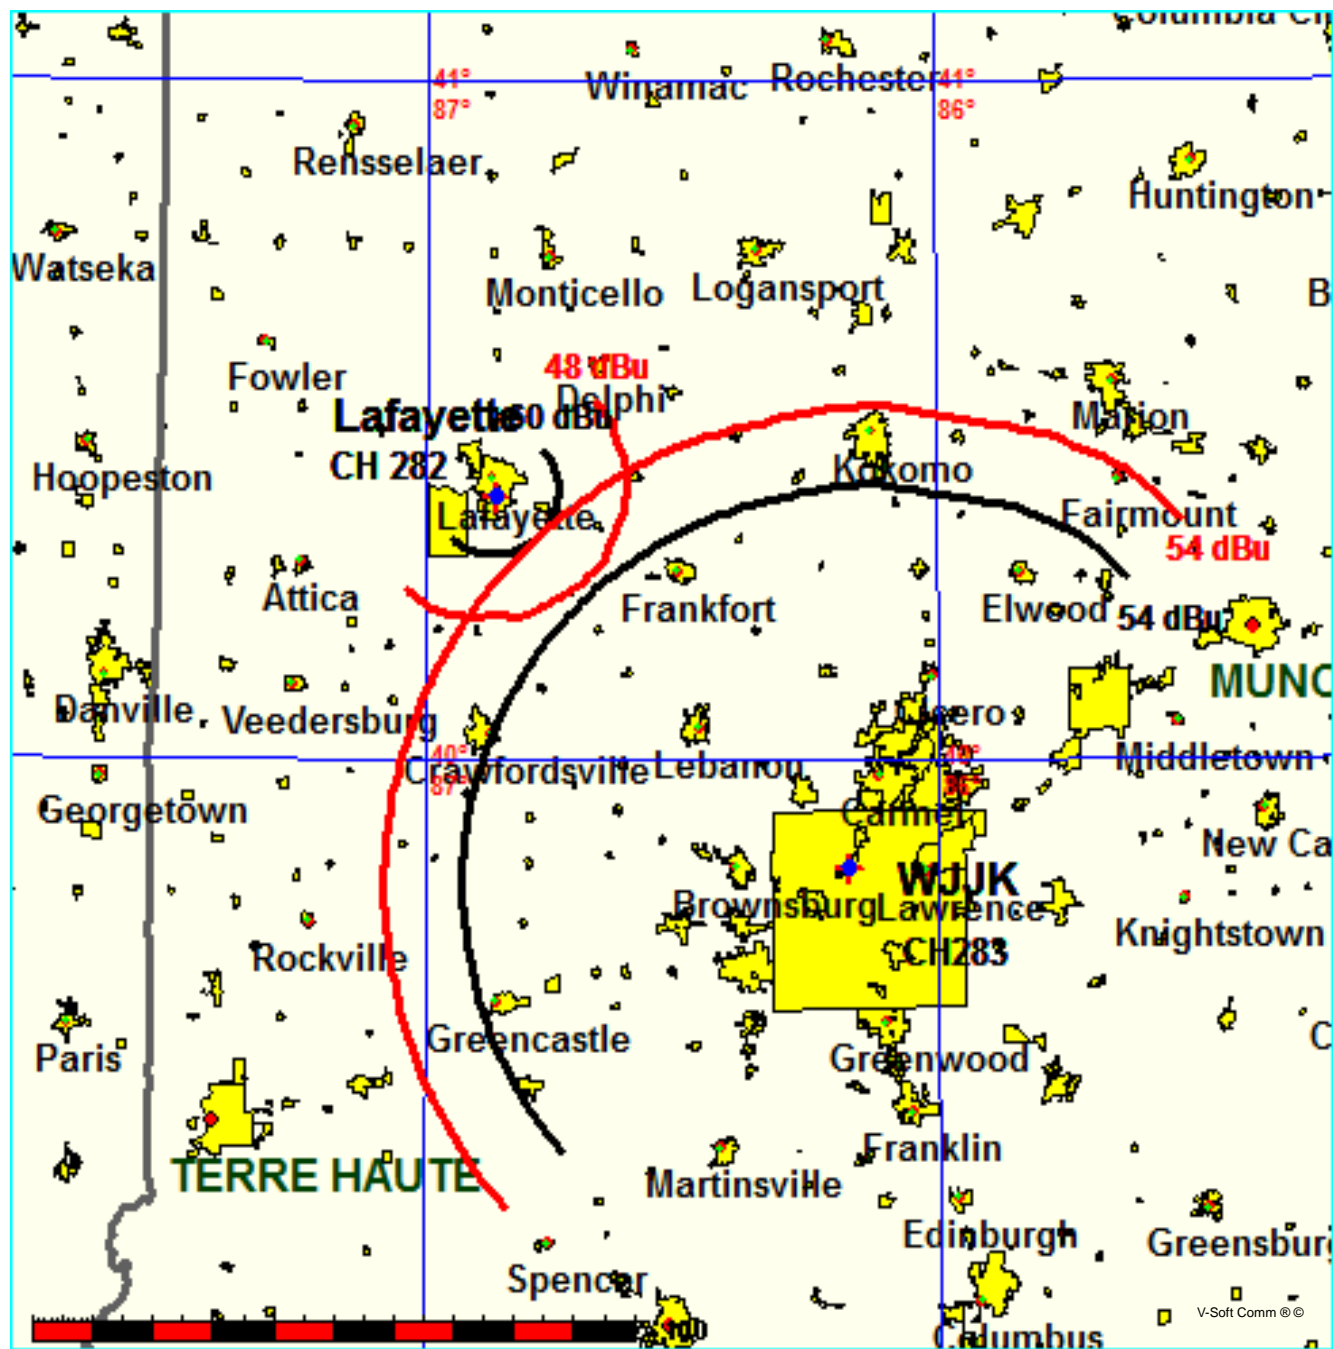 Columbia Ci
Winamac
Rochester
41°
87°
41°
86°
Rensselaer
Huntington
Watseka
Monticello
Logansport
B
Fowler
48 dBu
Delphi
Lafayette
60 dBu
Marion
CH 282
Hoopeston
Kokomo
Lafayette
Fairmount
54 dBu
Attica
Frankfort
Elwood
54 dBu
MUNC
Danville
Veedersburg
Cicero
40°
87°
Crawfordsville
Lebanon
40°
86°
Middletown
Georgetown
Carmel
New Ca
WJJK
Brownsburg
Lawrence
Knightstown
CH283
Rockville
Greencastle
Paris
Greenwood
C
Franklin
TERRE HAUTE
Martinsville
Edinburgh
Greensburg
Spencer
V-Soft Comm ® ©
100
Columbus